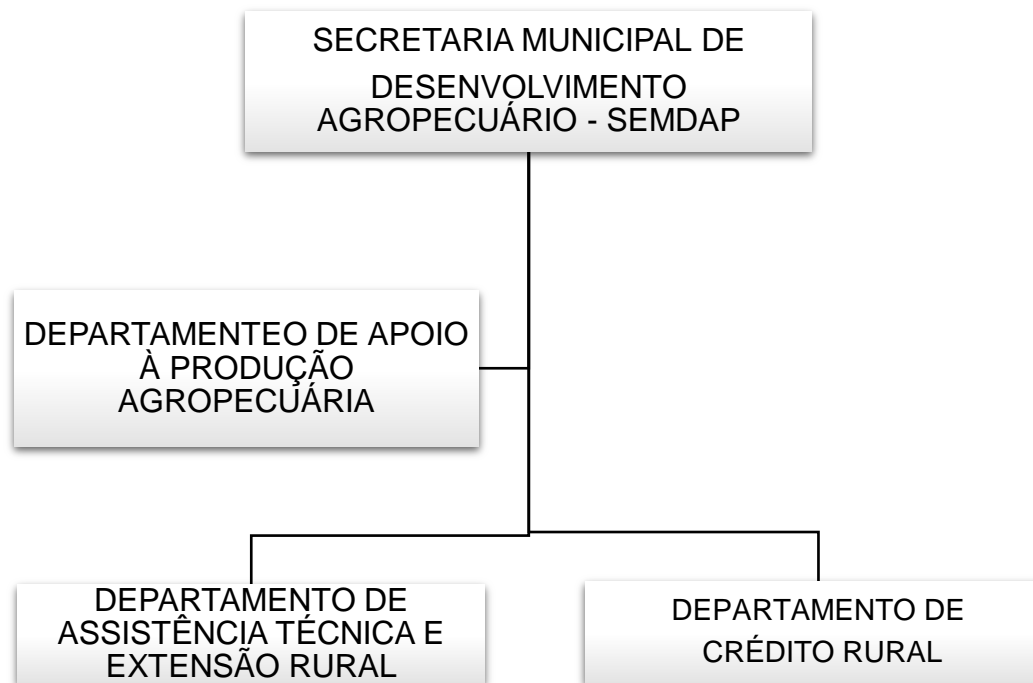 SECRETARIA MUNICIPAL DE
DESENVOLVIMENTO
AGROPECUÁRIO - SEMDAP
DEPARTAMENTEO DE APOIO
À PRODUÇÃO
AGROPECUÁRIA
DEPARTAMENTO DE
ASSISTÊNCIA TÉCNICA E
EXTENSÃO RURAL
DEPARTAMENTO DE
CRÉDITO RURAL